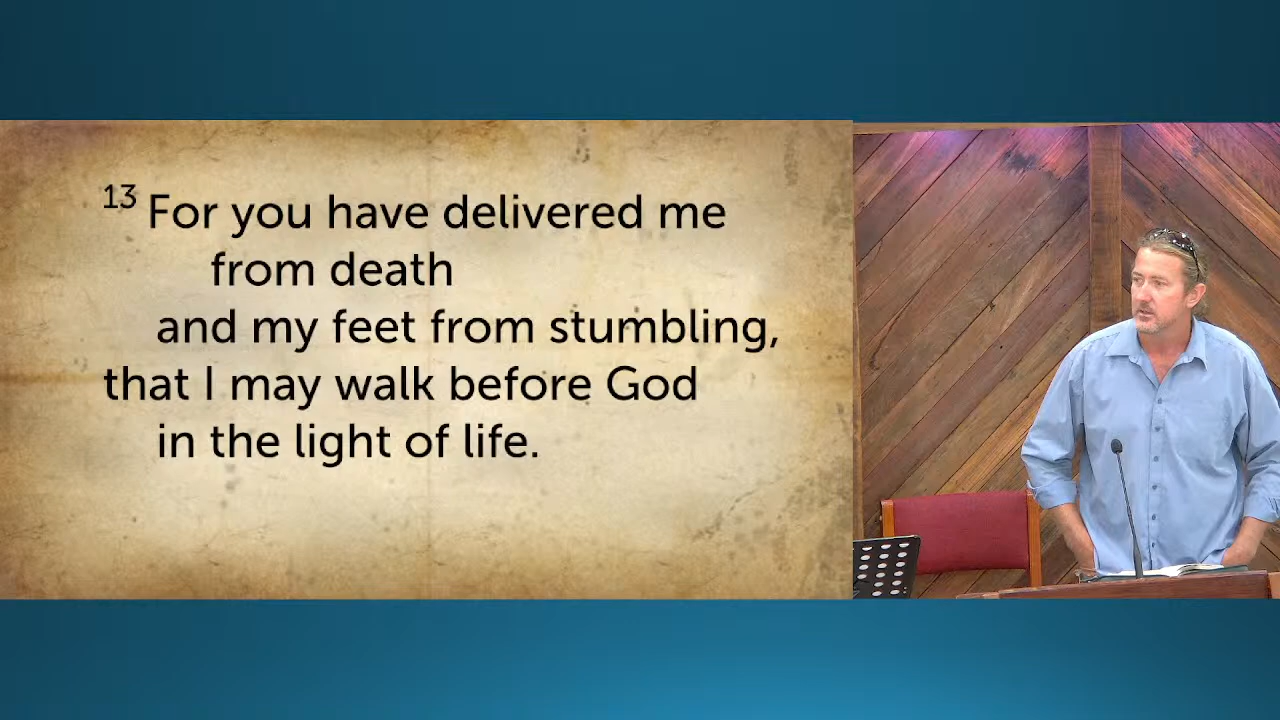 13 For you have delivered me
from death
and my feet from stumbling,
that I may walk before God
in the light of life.